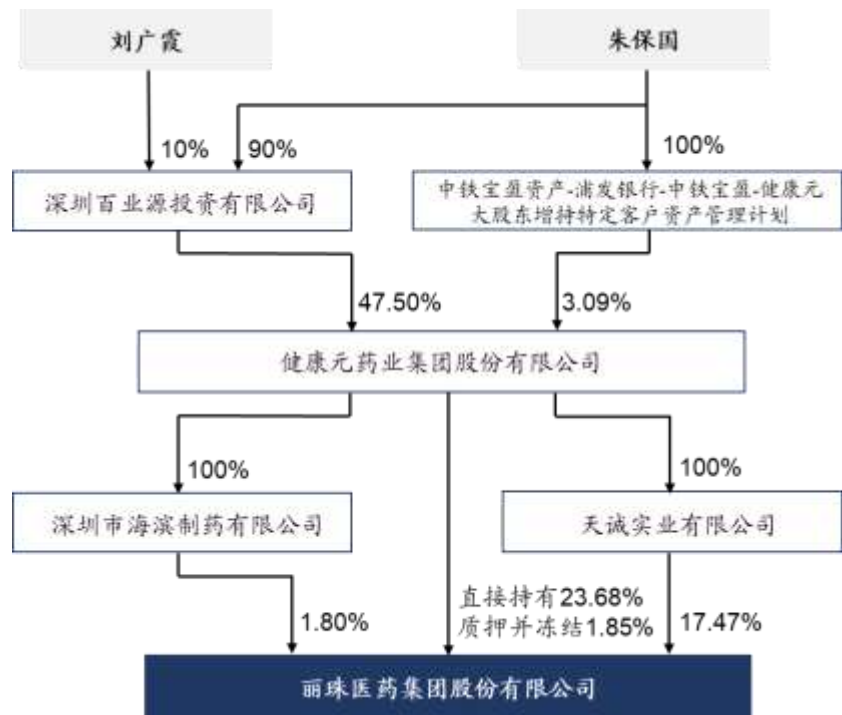 刘广霞
朱保国
10%
90%
100%
深圳百业源投资有限公司
中铁宝盈资产-浦发银行-中铁宝盈-健康元
大股东增持特定客户资产管理计划
47.50%
3.09%
健康元药业集团股份有限公司
100%
100%
深圳市海滨制药有限公司
天诚实业有限公司
1.80%
直接持有23.68%
质押并冻结1.85%
17.47%
丽珠医药集团股份有限公司